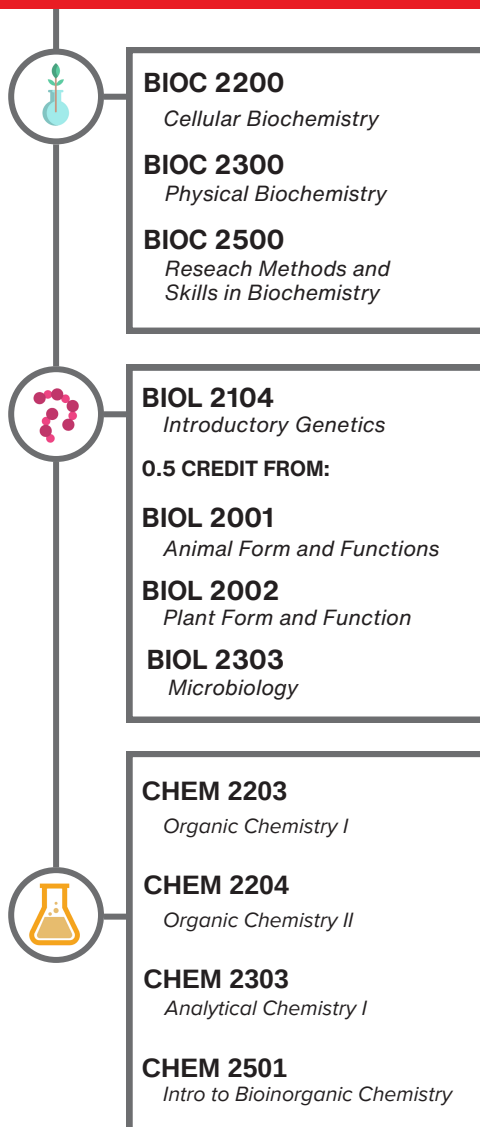 BIOC 2200
Cellular Biochemistry
BIOC 2300
Physical Biochemistry
BIOC 2500
Reseach Methods and
Skills in Biochemistry
BIOL 2104
Introductory Genetics
0.5 CREDIT FROM:
BIOL 2001
Animal Form and Functions
BIOL 2002
Plant Form and Function
BIOL 2303
Microbiology
CHEM 2203
Organic Chemistry I
CHEM 2204
Organic Chemistry II
CHEM 2303
Analytical Chemistry I
CHEM 2501
Intro to Bioinorganic Chemistry